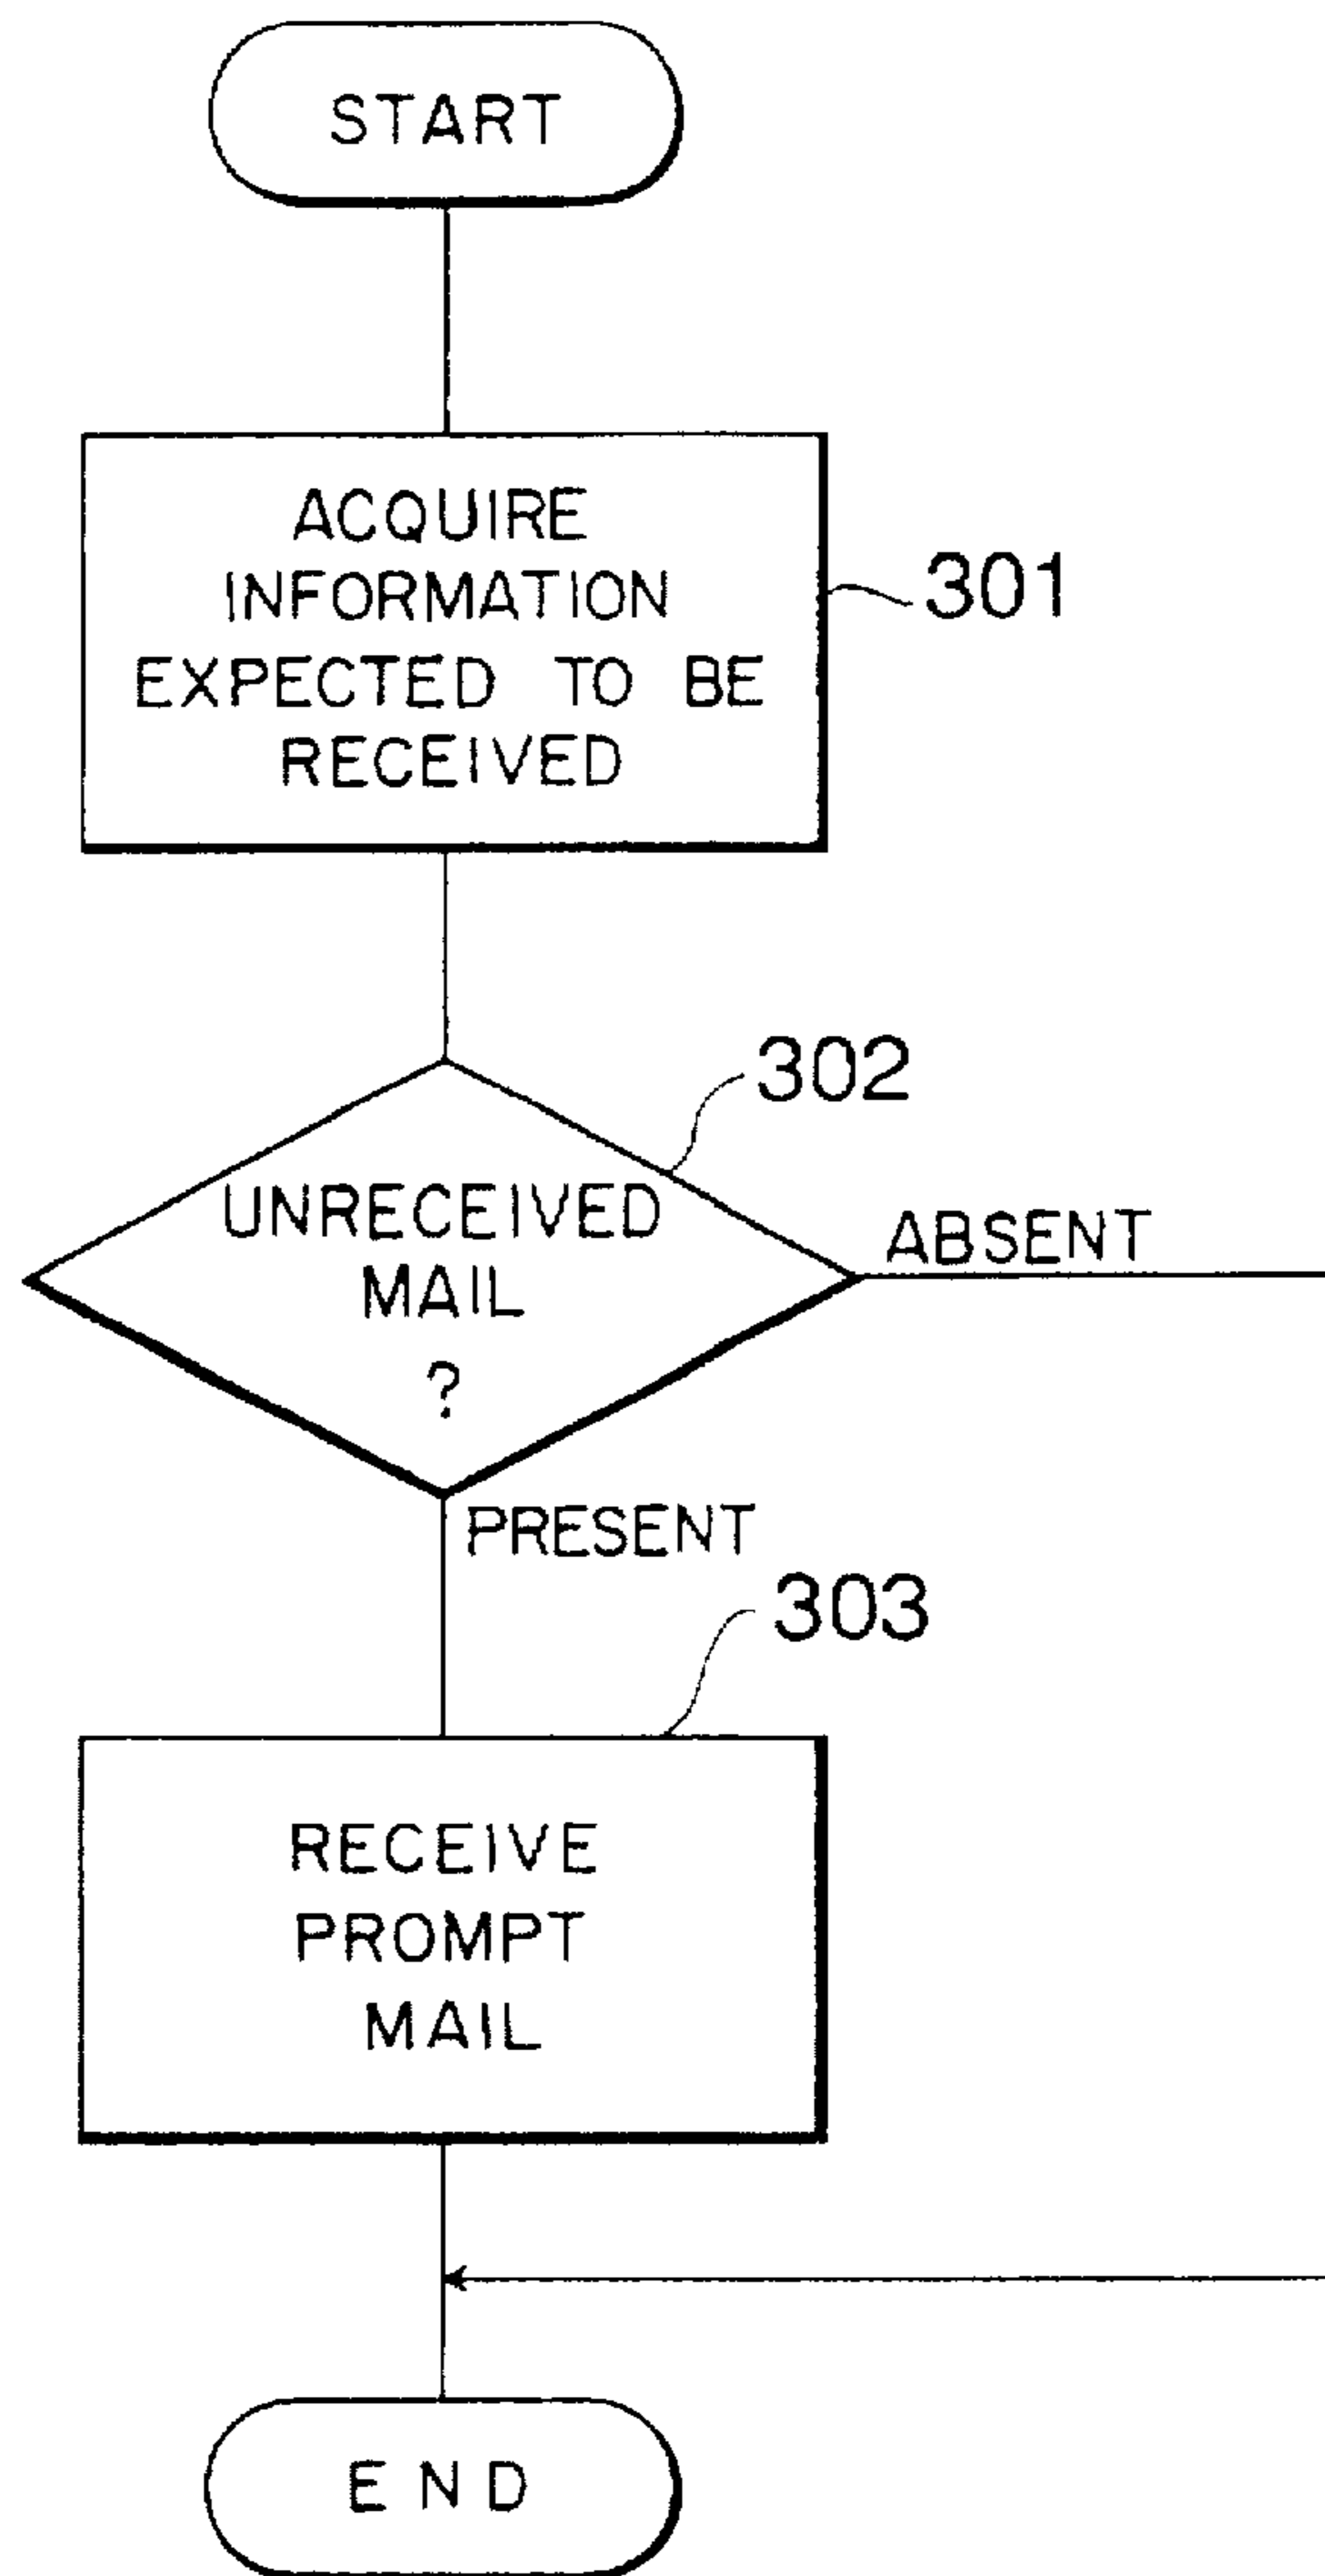 START
ACQUIRE
INFORMATION
EXPECTED TO BE
RECEIVED
301
302
UNRECEIVED
MAIL
?
ABSENT
PRESENT
303
RECEIVE
PROMPT
MAIL
END